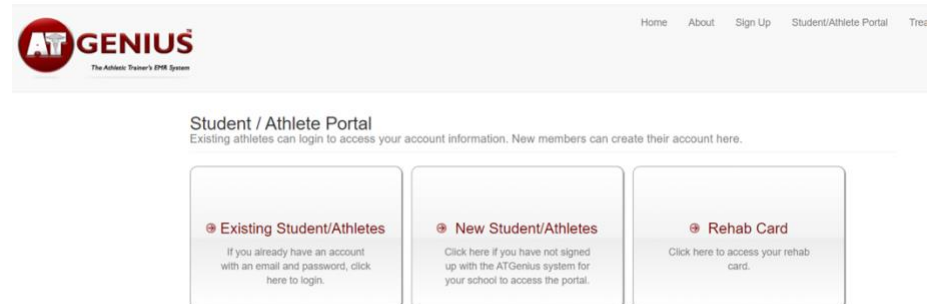 Home About Sign Up Student/Athlete Portal
AT GENIUS™
The Athletic Trainer's EMR System
Student / Athlete Portal
Existing athletes can login to access your account information. New members can create their account here.
Existing Student/Athletes
If you already have an account
with an email and password, click
here to login.
New Student/Athletes
Click here if you have not signed
up with the ATGenius system for
your school to access the portal.
Rehab Card
Click here to access your rehab
card.